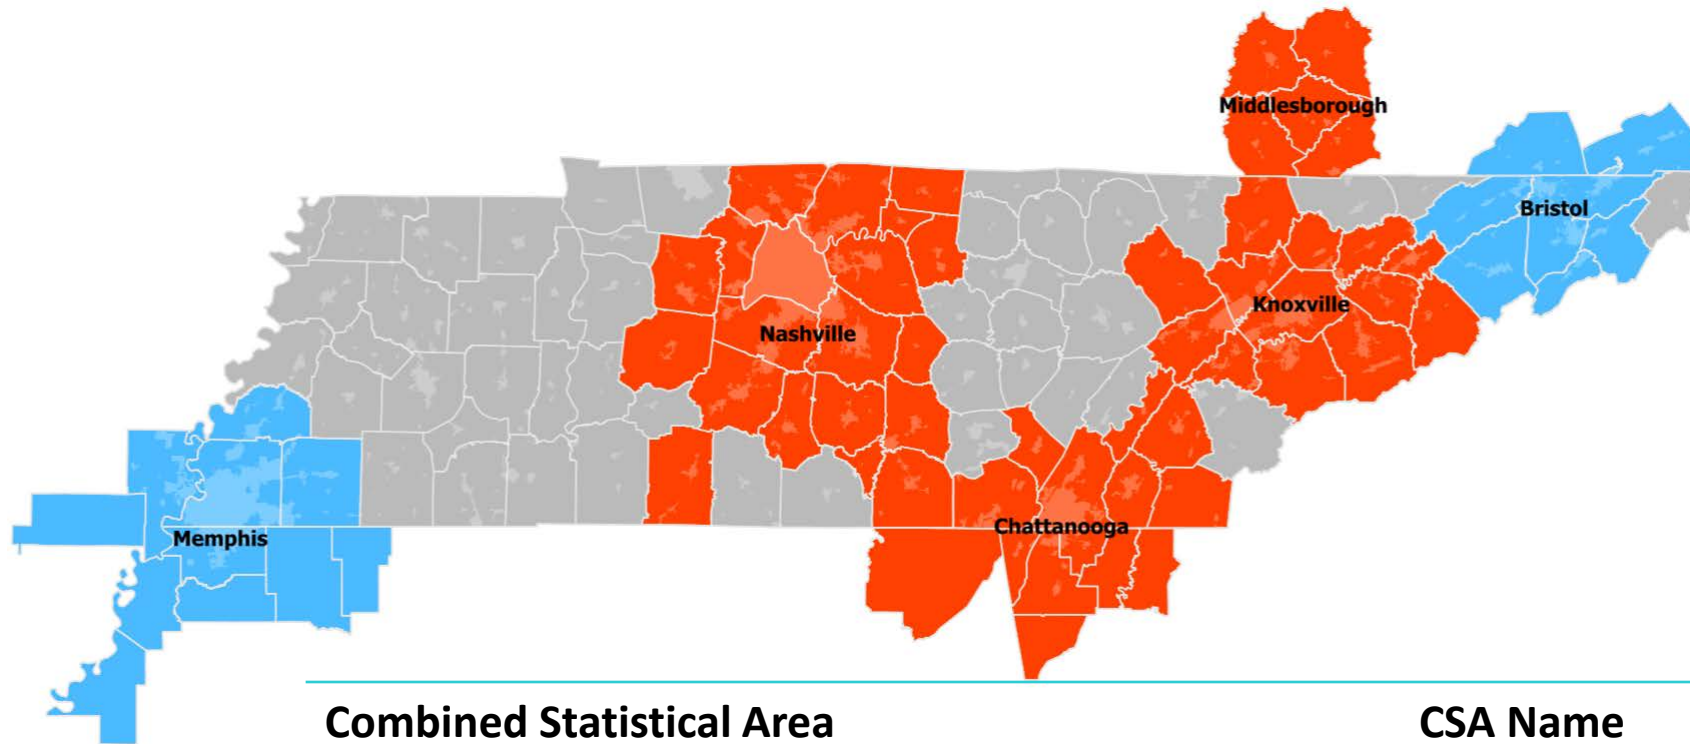 Middlesborough
Bristol
Knoxville
Nashville
Chattanooga
Memphis
Combined Statistical Area CSA Name